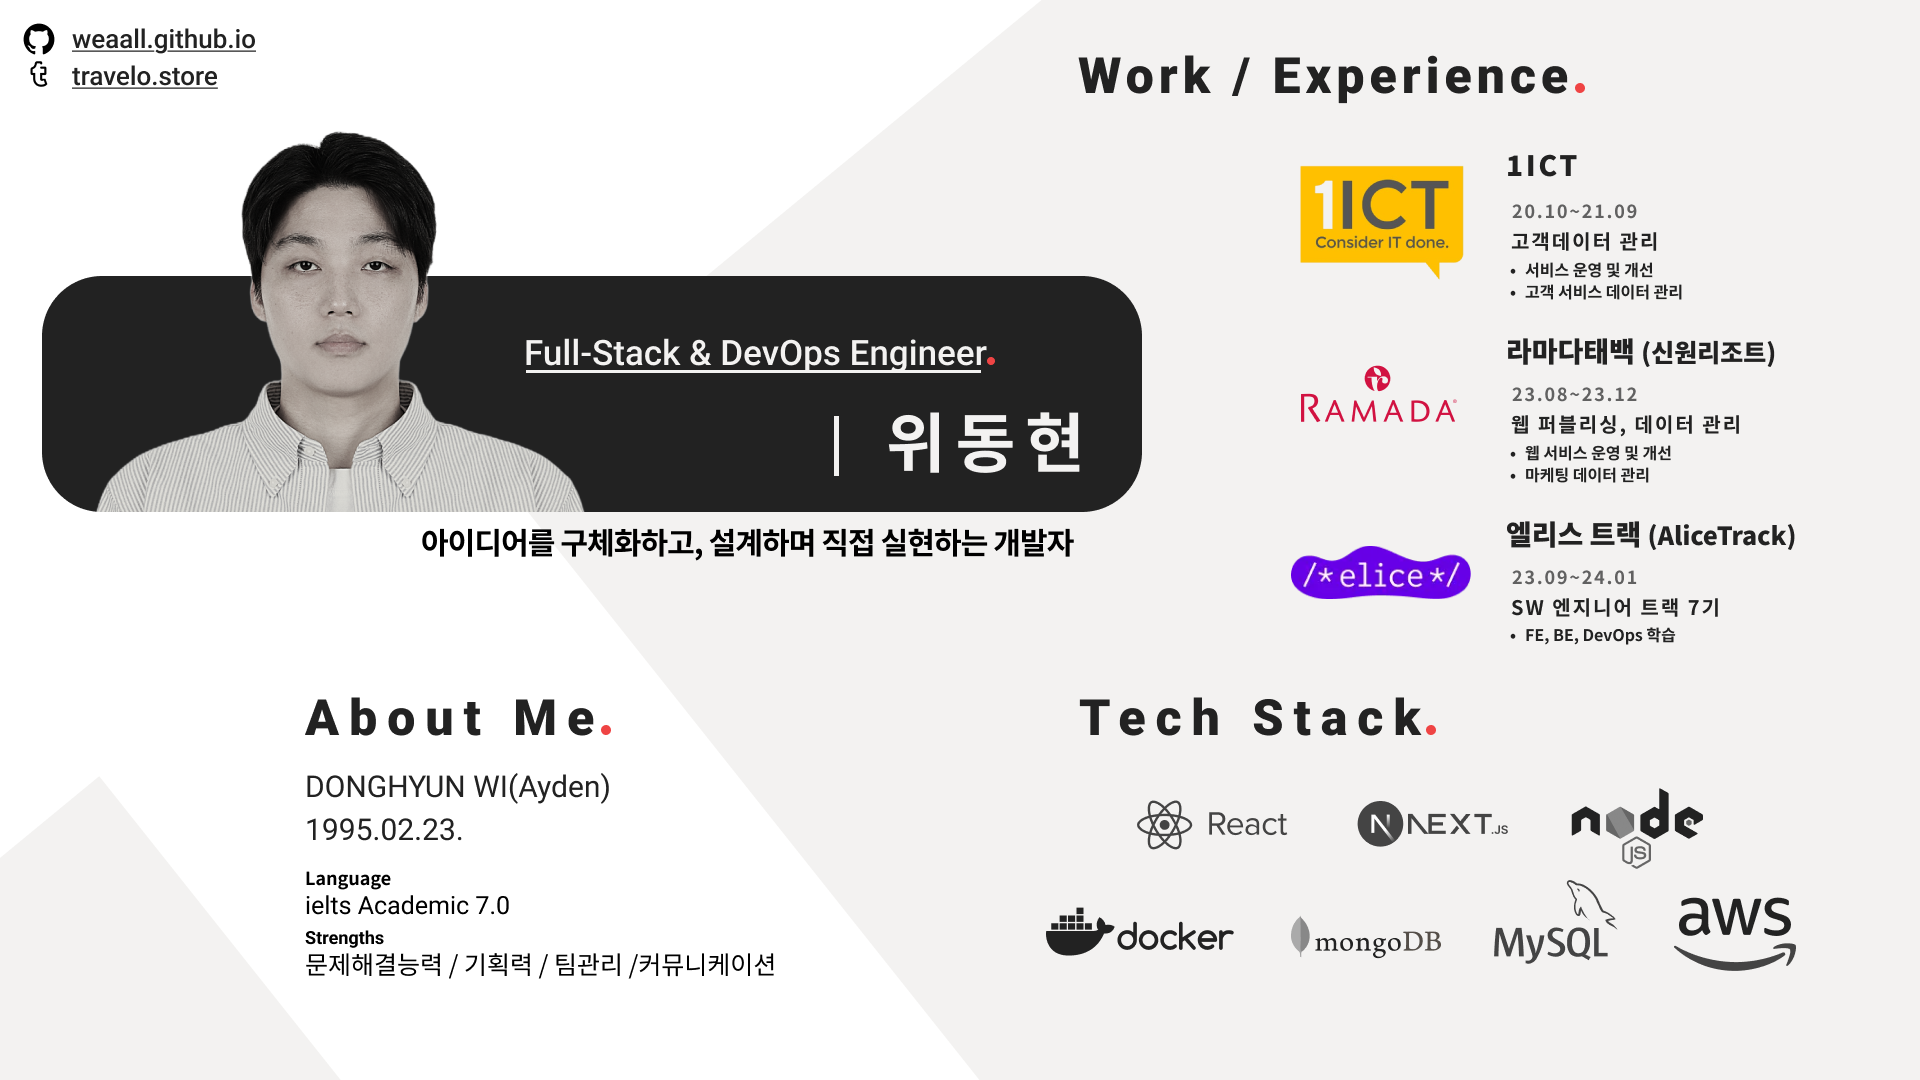 weaall.github.io
travelo.store
Full-Stack & DevOps Engineer.
| 위동현
아이디어를 구체화하고, 설계하며 직접 실현하는 개발자
Work / Experience.
1ICT
Consider IT done.
1ICT
20.10~21.09
고객데이터 관리
• 서비스 운영 및 개선
• 고객 서비스 데이터 관리
RAMADA®
라마다태백 (신원리조트)
23.08~23.12
웹 퍼블리싱, 데이터 관리
• 웹 서비스 운영 및 개선
• 마케팅 데이터 관리
/*elice*/
엘리스 트랙 (AliceTrack)
23.09~24.01
SW 엔지니어 트랙 7기
• FE, BE, DevOps 학습
About Me.
DONGHYUN WI(Ayden)
1995.02.23.
Language
ielts Academic 7.0
Strengths
문제해결능력 / 기획력 / 팀관리 /커뮤니케이션
Tech Stack.
React
N NEXT.JS
node
JS
docker
mongoDB
MySQL
aws